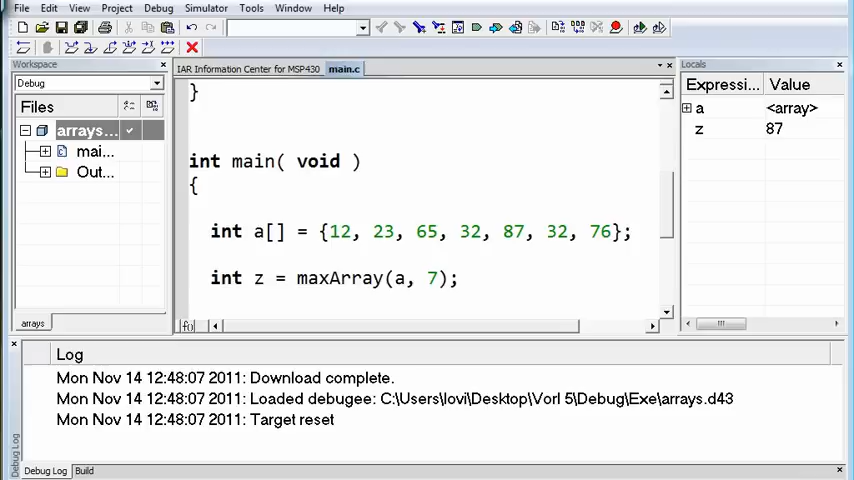 File Edit View Project Debug Simulator Tools Window Help
Workspace
Debug
Files
arrays...
mai...
Out...
arrays
IAR Information Center for MSP430 main.c
}
int main( void )
{
int a[] = {12, 23, 65, 32, 87, 32, 76};
int z = maxArray(a, 7);
f()
Locals
Expressi... Value
a <array>
z 87
Log
Mon Nov 14 12:48:07 2011: Download complete.
Mon Nov 14 12:48:07 2011: Loaded debugee: C:\Users\lovi\Desktop\Vorl 5\Debug\Exe\arrays.d43
Mon Nov 14 12:48:07 2011: Target reset
Debug Log
Debug Log Build